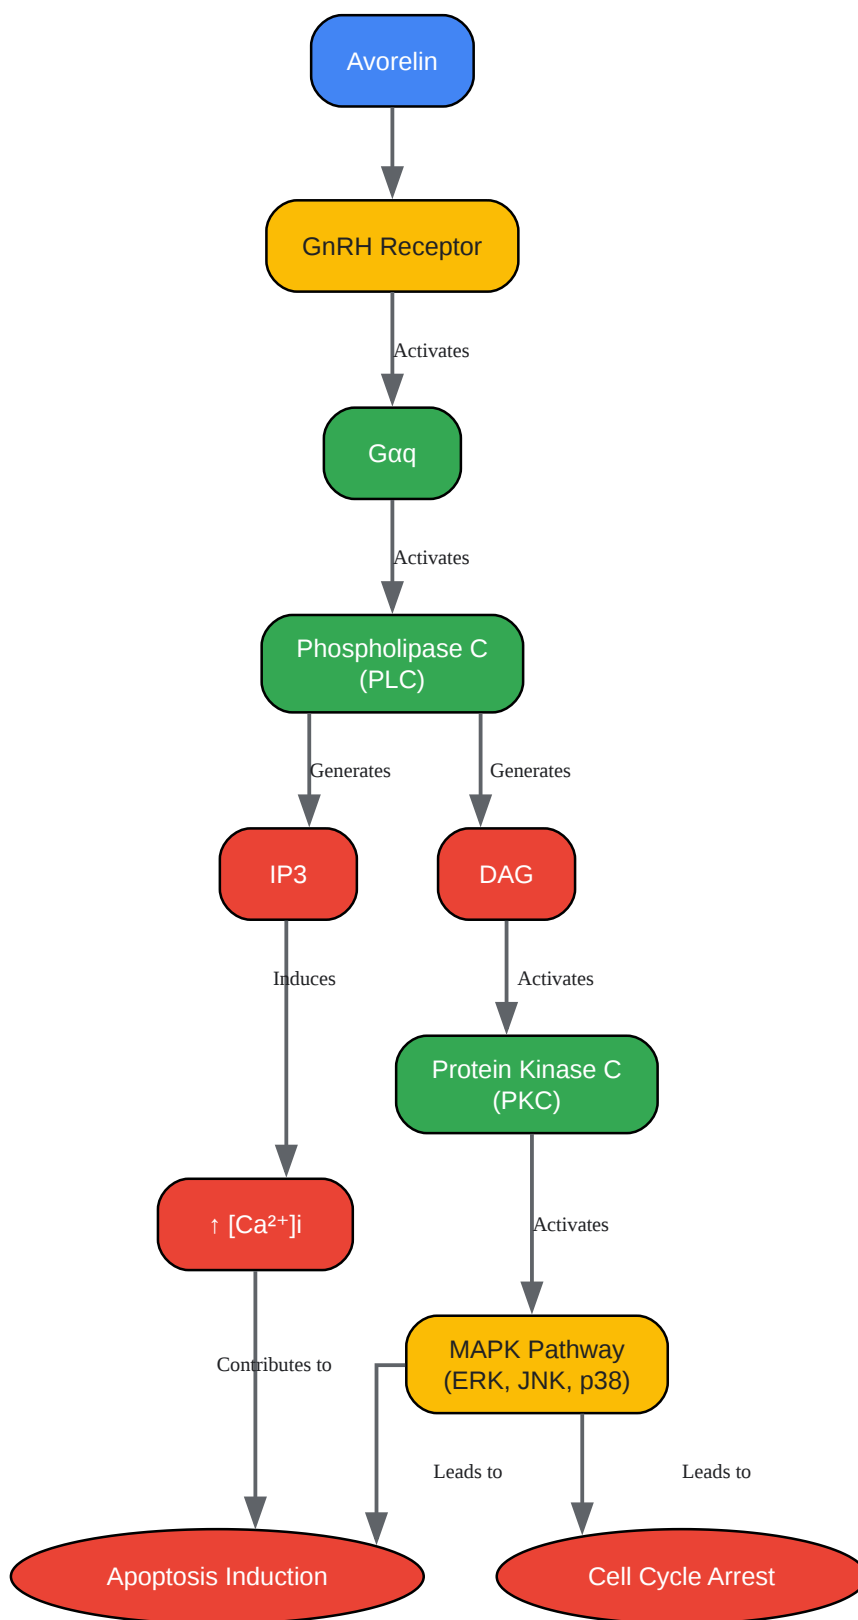 Avorelin
GnRH Receptor
Activates
Gαq
Activates
Phospholipase C
(PLC)
Generates
Generates
IP3
DAG
Induces
Activates
Protein Kinase C
(PKC)
↑ [Ca²⁺]i
Activates
MAPK Pathway
(ERK, JNK, p38)
Contributes to
Leads to
Leads to
Apoptosis Induction
Cell Cycle Arrest